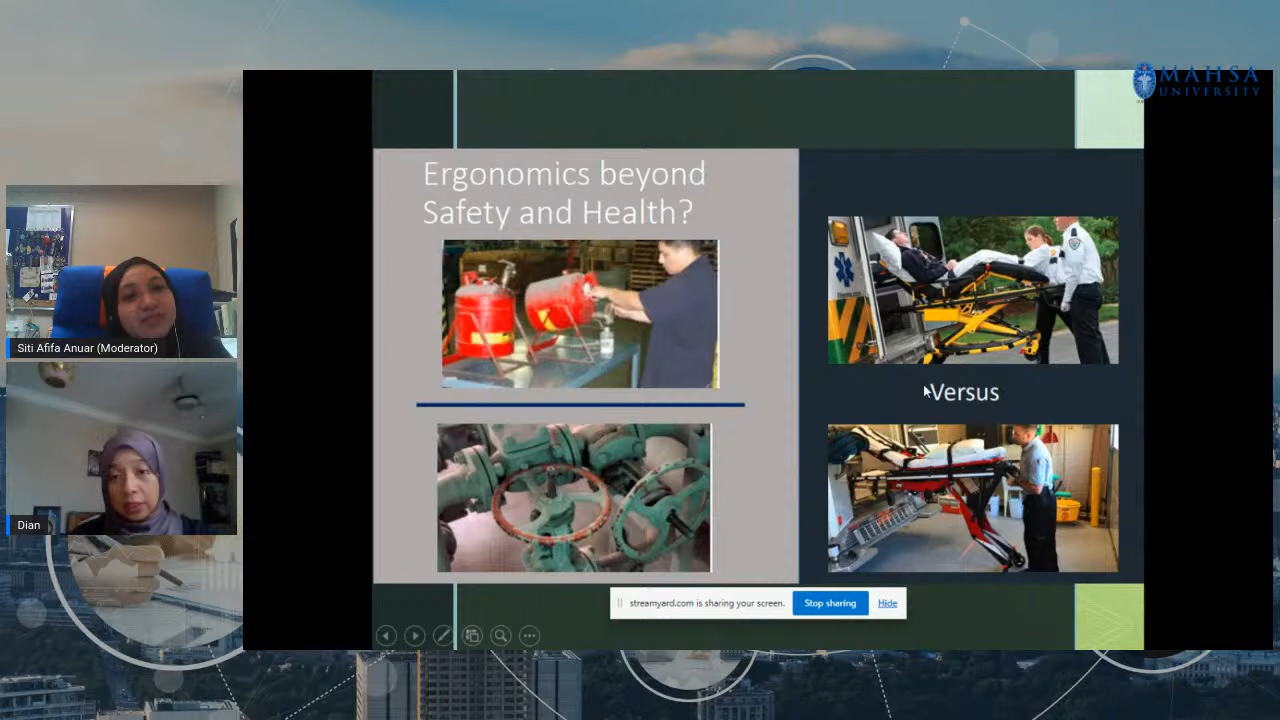 MAHSA
UNIVERSITY
Ergonomics beyond
Safety and Health?
Versus
Siti Afifa Anuar (Moderator)
Dian
streamyard.com is sharing your screen.
Stop sharing
Hide